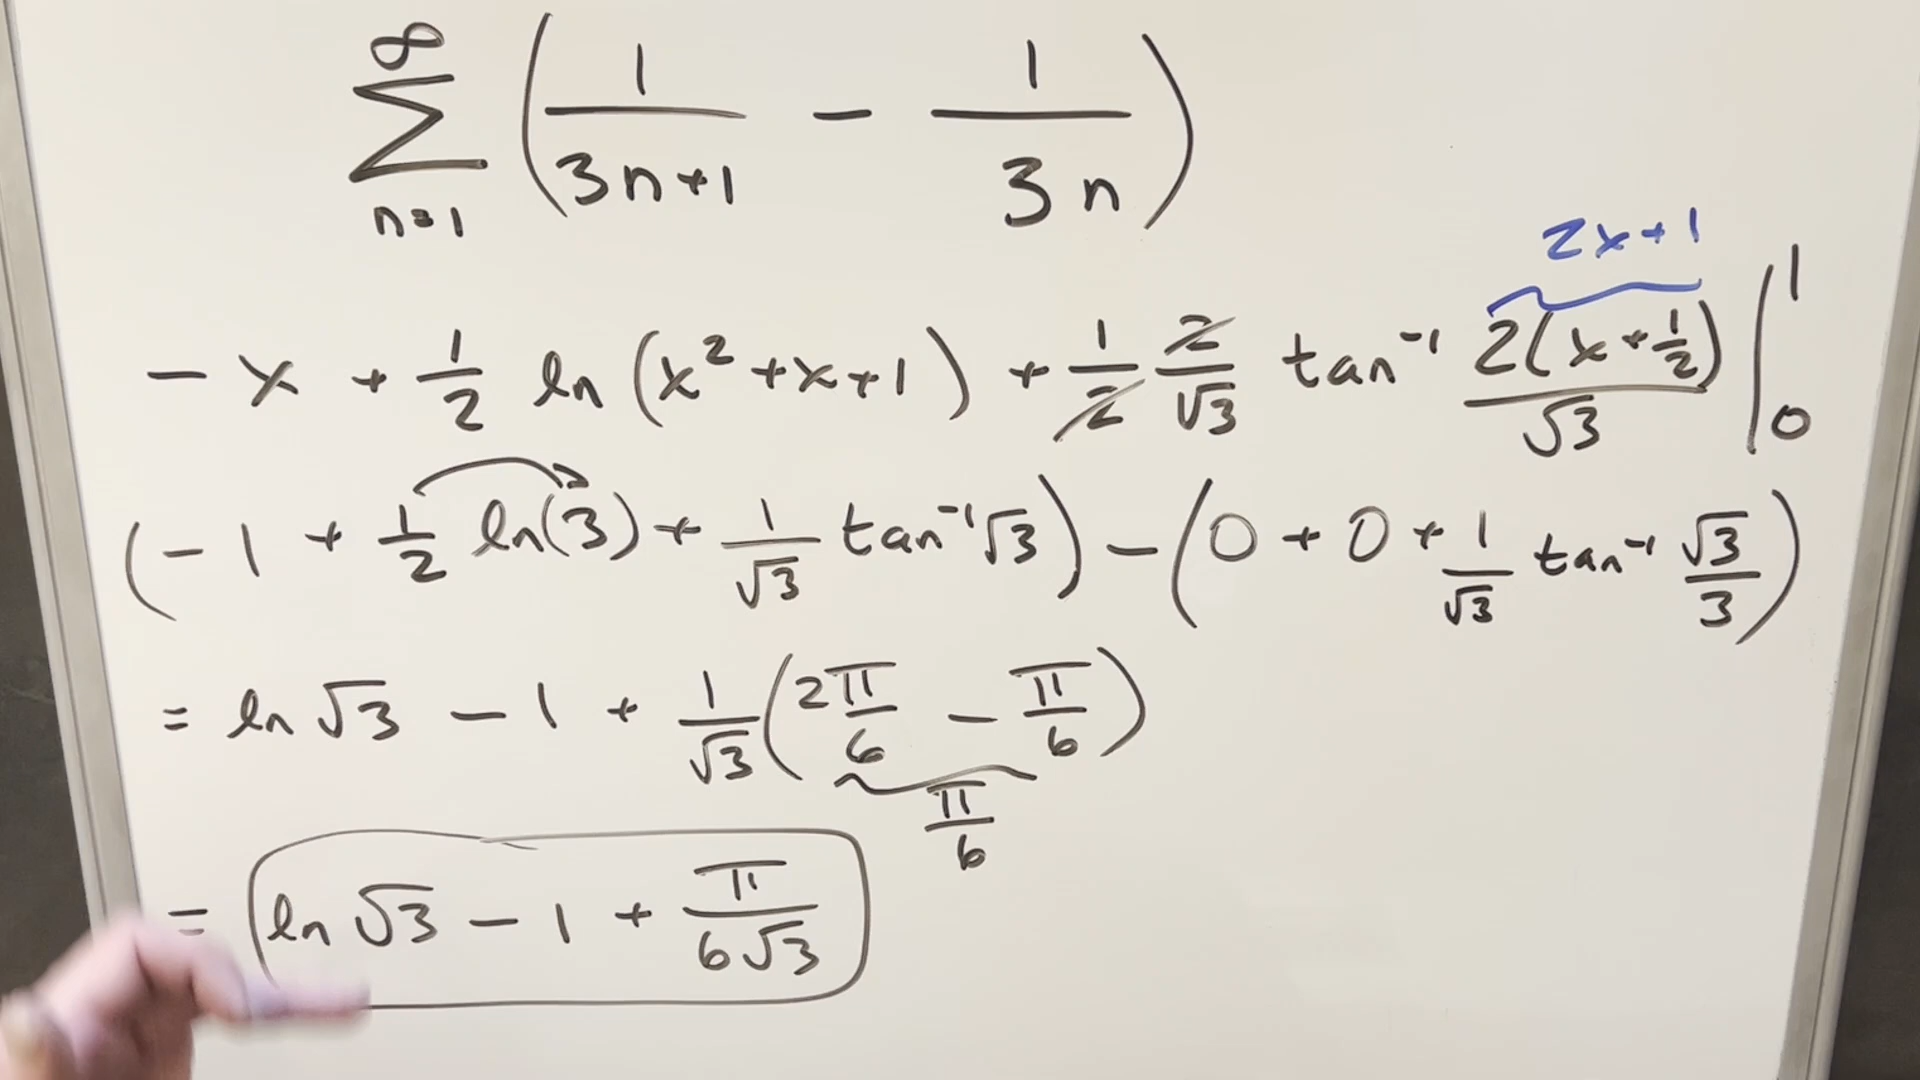 ∞
∑ ( 1/(3n+1) − 1/(3n) )
n=1
2x+1
−x + 1/2 ln(x²+x+1) + 1/2 2/√3 tan⁻¹ 2(x+1/2)/√3 |₀¹
(−1 + 1/2 ln(3) + 1/√3 tan⁻¹√3) − (0 + 0 + 1/√3 tan⁻¹ √3/3)
= ln √3 − 1 + 1/√3 (2π/6 − π/6)
π/6
= ln √3 − 1 + π/(6√3)